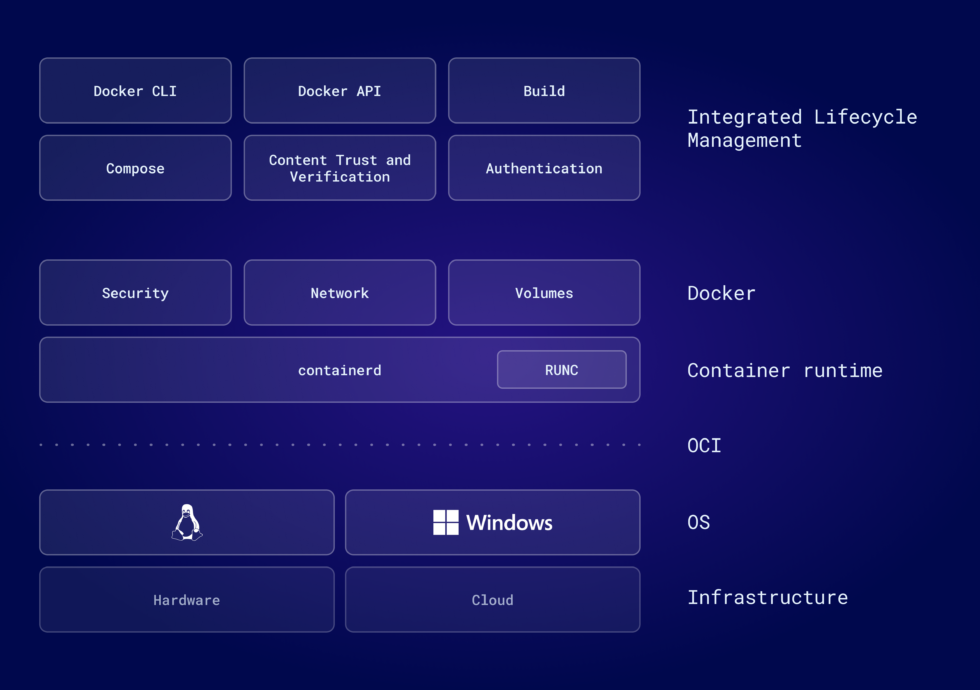 Docker CLI
Docker API
Build
Integrated Lifecycle
Management
Compose
Content Trust and
Verification
Authentication
Security
Network
Volumes
Docker
containerd
RUNC
Container runtime
OCI
Windows
OS
Hardware
Cloud
Infrastructure